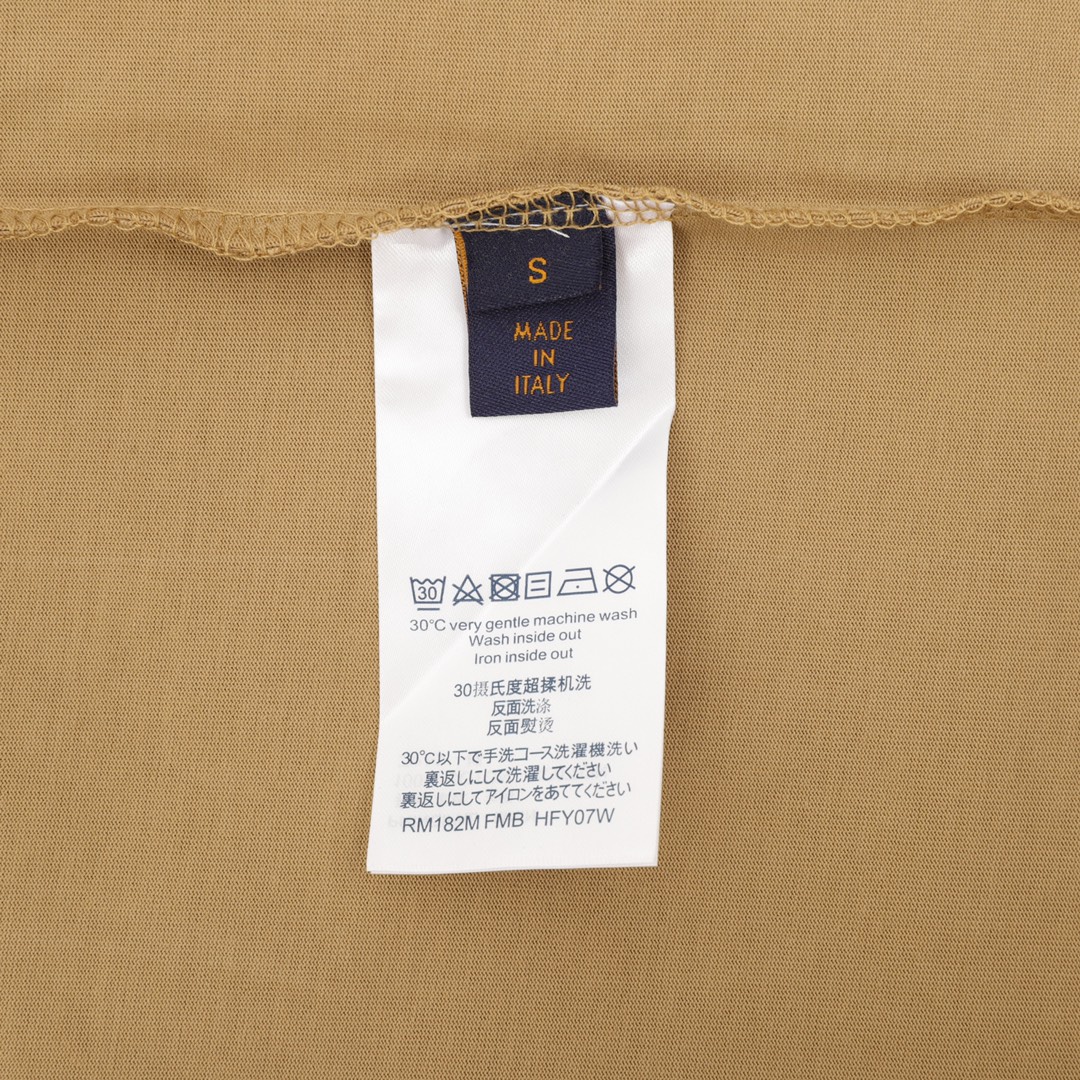 S
MADE
IN
ITALY
30
30°C very gentle machine wash
Wash inside out
Iron inside out
30摄氏度超揉机洗
反面洗涤
反面熨烫
30℃以下で手洗コース洗濯機洗い
裏返しにして洗濯してください
裏返しにしてアイロンをあててください
RM182M FMB HFY07W